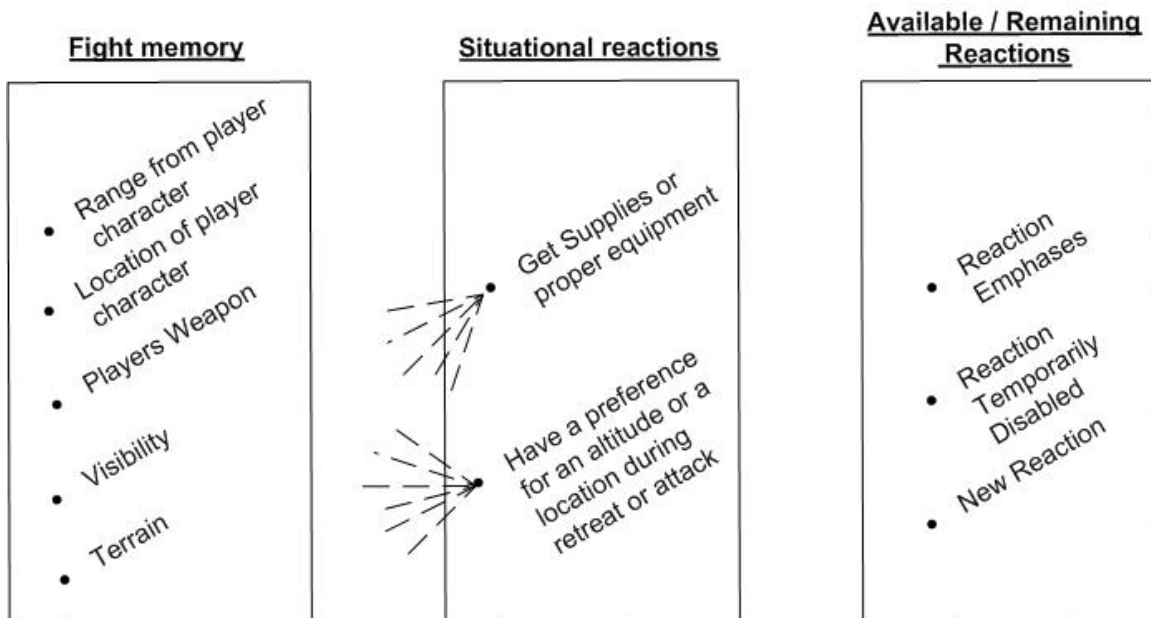 Fight memory
Range from player
character
Location of player
character
Players Weapon
Visibility
Terrain
Situational reactions
Get Supplies or
proper equipment
Have a preference
for an altitude or a
location during
retreat or attack
Available / Remaining
Reactions
Reaction
Emphases
Reaction
Temporarily
Disabled
New Reaction